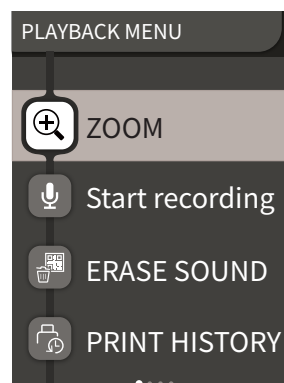 PLAYBACK MENU
ZOOM
Start recording
ERASE SOUND
PRINT HISTORY